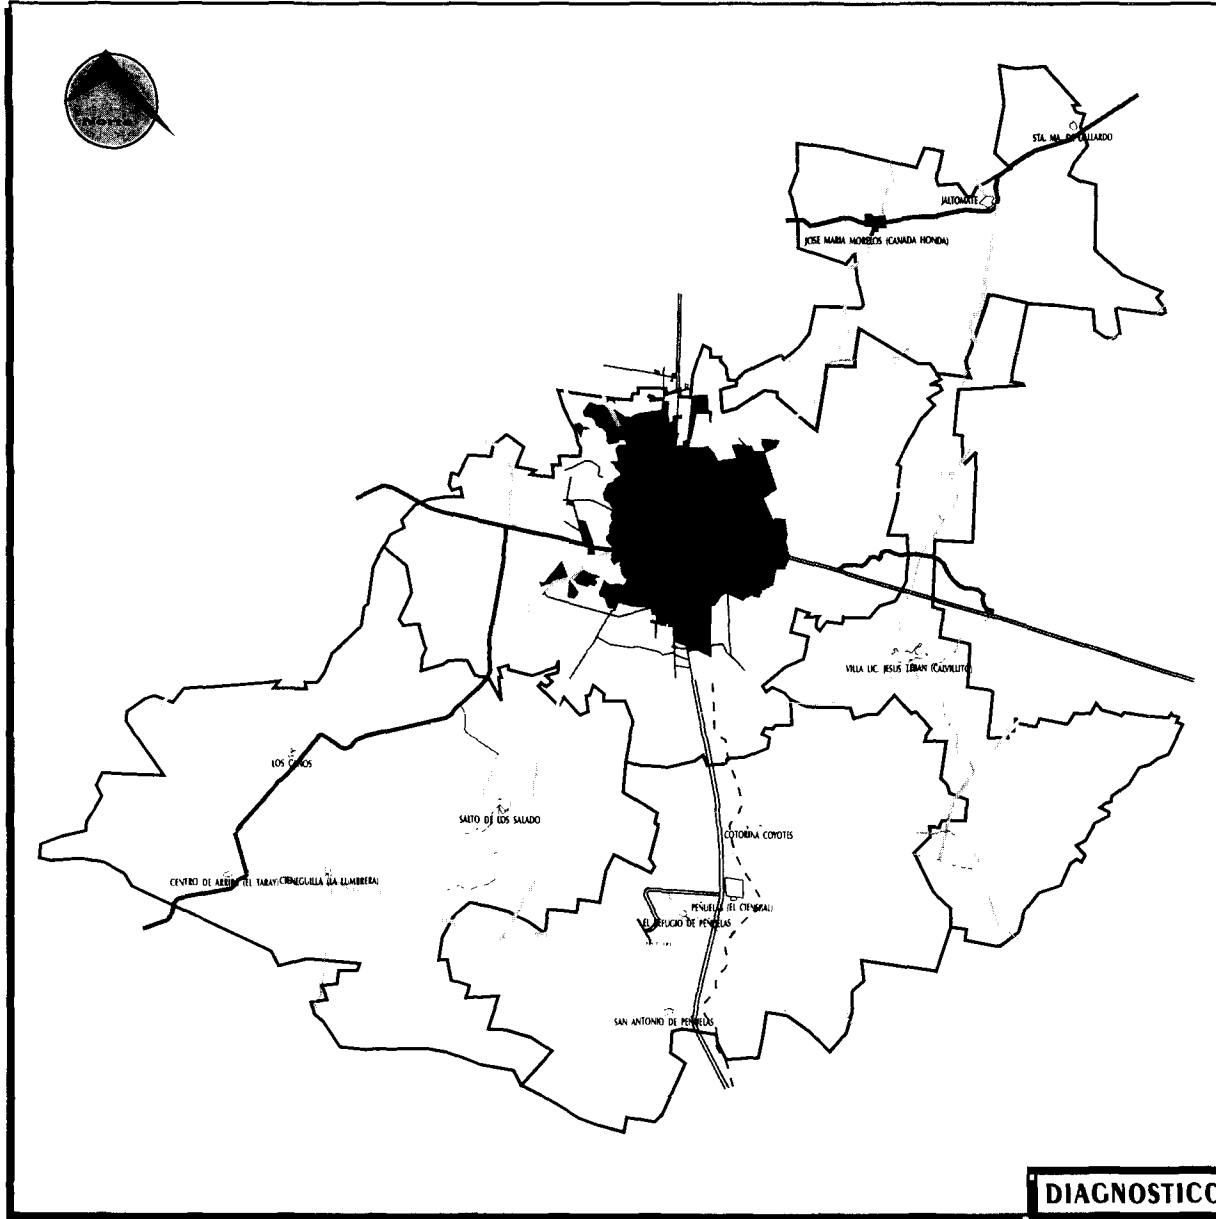 Norte
STA. MA. DE GALLARDO
JALTOMATE
JOSE MARIA MORELOS (CANADA HONDA)
VILLA LIC. JESUS TERAN (CALVILLITO)
LOS CAÑOS
SALTO DE LOS SALADO
COTORINA COYOTES
CENTRO DE ARRIBA (EL TARAY)
CIENEGUILLA (LA LUMBRERA)
PEÑUELAS (EL CIENEGAL)
EL REFUGIO DE PEÑUELAS
SAN ANTONIO DE PEÑUELAS
DIAGNOSTICO